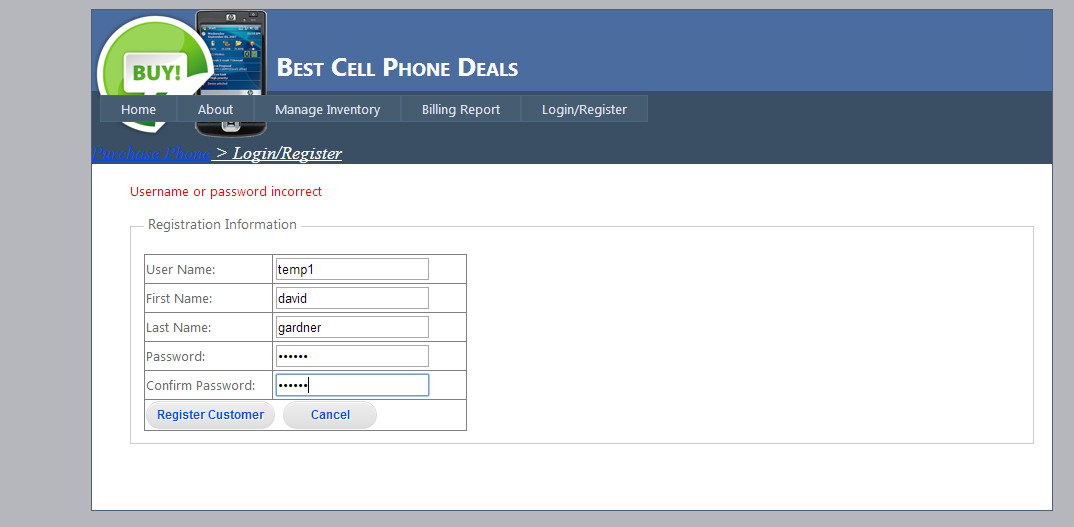 BUY!
BEST CELL PHONE DEALS
Home About Manage Inventory Billing Report Login/Register
Purchase Phone > Login/Register
Username or password incorrect
Registration Information
User Name: temp1
First Name: david
Last Name: gardner
Password: ••••••
Confirm Password: ••••••
Register Customer Cancel